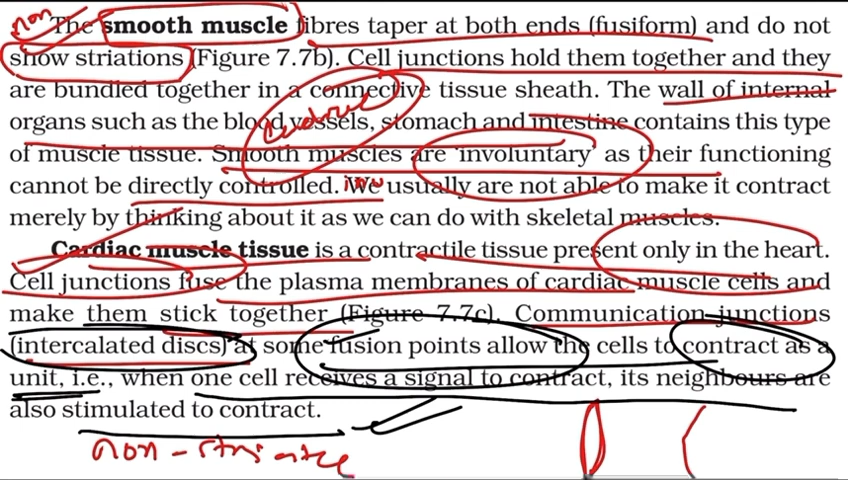 non
The smooth muscle fibres taper at both ends (fusiform) and do not
show striations (Figure 7.7b). Cell junctions hold them together and they
are bundled together in a connective tissue sheath. The wall of internal
organs such as the blood vessels, stomach and intestine contains this type
of muscle tissue. Smooth muscles are 'involuntary' as their functioning
cannot be directly controlled. We usually are not able to make it contract
merely by thinking about it as we can do with skeletal muscles.
Cardiac muscle tissue is a contractile tissue present only in the heart.
Cell junctions fuse the plasma membranes of cardiac muscle cells and
make them stick together (Figure 7.7c). Communication junctions
(intercalated discs) at some fusion points allow the cells to contract as a
unit, i.e., when one cell receives a signal to contract, its neighbours are
also stimulated to contract.